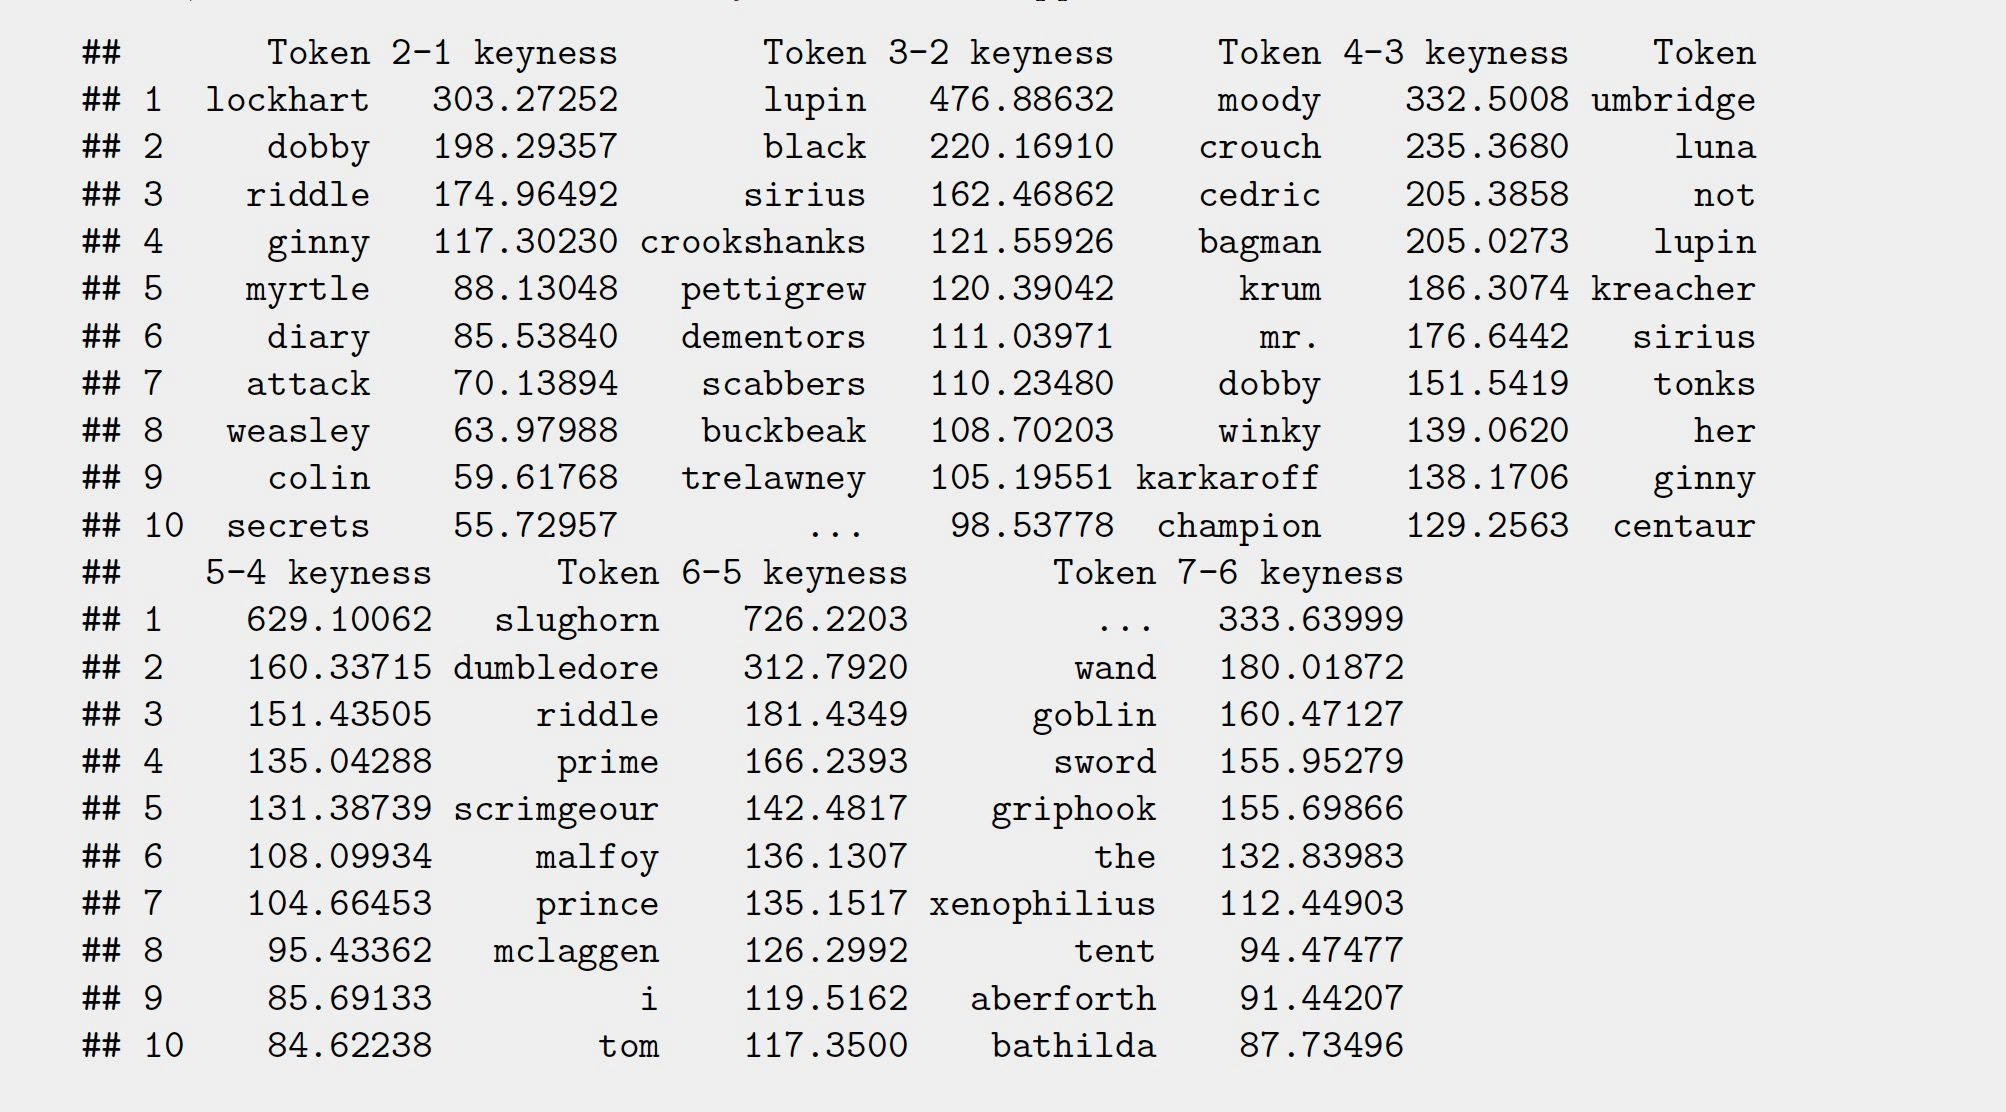 ##       Token 2-1 keyness       Token 3-2 keyness     Token 4-3 keyness    Token
## 1  lockhart   303.27252       lupin   476.88632     moody    332.5008 umbridge
## 2     dobby   198.29357       black   220.16910    crouch    235.3680     luna
## 3    riddle   174.96492      sirius   162.46862    cedric    205.3858      not
## 4     ginny   117.30230 crookshanks   121.55926    bagman    205.0273    lupin
## 5    myrtle    88.13048   pettigrew   120.39042      krum    186.3074 kreacher
## 6     diary    85.53840   dementors   111.03971       mr.    176.6442   sirius
## 7    attack    70.13894    scabbers   110.23480     dobby    151.5419    tonks
## 8   weasley    63.97988    buckbeak   108.70203     winky    139.0620      her
## 9     colin    59.61768   trelawney   105.19551 karkaroff    138.1706    ginny
## 10  secrets    55.72957         ...    98.53778  champion    129.2563  centaur
##    5-4 keyness      Token 6-5 keyness       Token 7-6 keyness
## 1    629.10062   slughorn    726.2203         ...   333.63999
## 2    160.33715 dumbledore    312.7920        wand   180.01872
## 3    151.43505     riddle    181.4349      goblin   160.47127
## 4    135.04288      prime    166.2393       sword   155.95279
## 5    131.38739 scrimgeour    142.4817    griphook   155.69866
## 6    108.09934     malfoy    136.1307         the   132.83983
## 7    104.66453     prince    135.1517 xenophilius   112.44903
## 8     95.43362   mclaggen    126.2992        tent    94.47477
## 9     85.69133          i    119.5162   aberforth    91.44207
## 10    84.62238        tom    117.3500    bathilda    87.73496